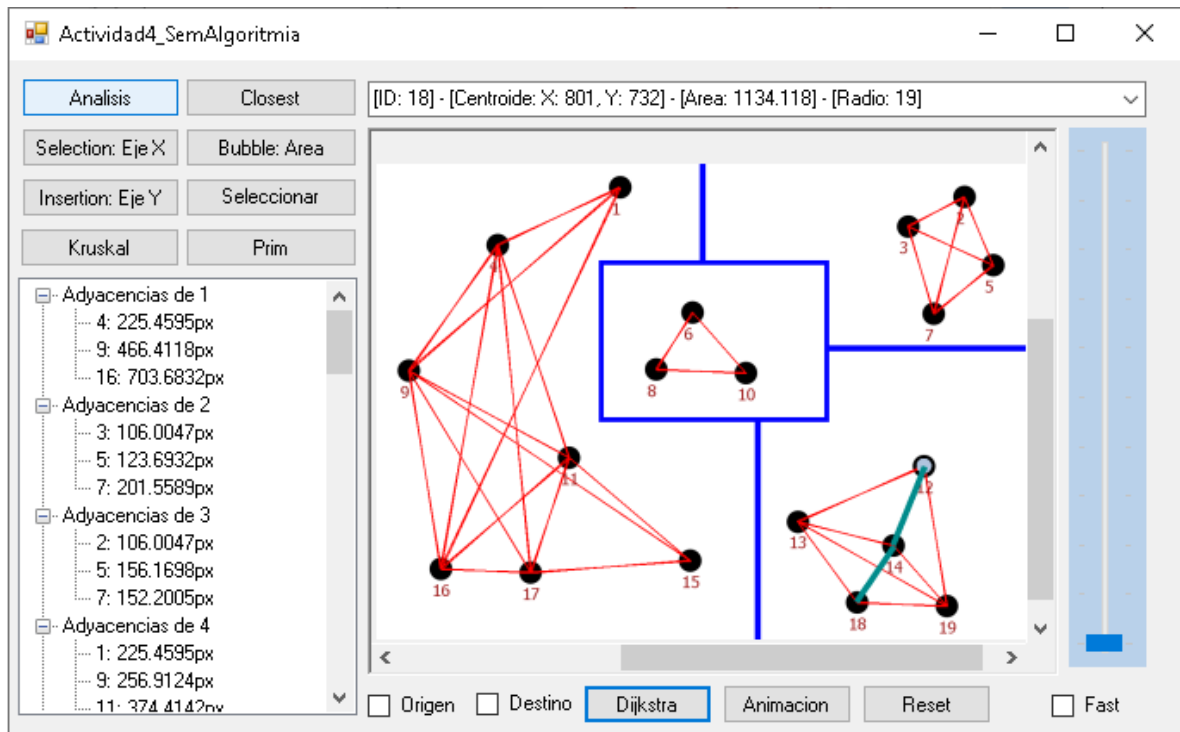 Actividad4_SemAlgoritmia
Analisis
Closest
[ID: 18] - [Centroide: X: 801, Y: 732] - [Area: 1134.118] - [Radio: 19]
Selection: Eje X
Bubble: Area
Insertion: Eje Y
Seleccionar
Kruskal
Prim
Adyacencias de 1
4: 225.4595px
9: 466.4118px
16: 703.6832px
Adyacencias de 2
3: 106.0047px
5: 123.6932px
7: 201.5589px
Adyacencias de 3
2: 106.0047px
5: 156.1698px
7: 152.2005px
Adyacencias de 4
1: 225.4595px
9: 256.9124px
11: 374.4142px
1
2
3
4
5
6
7
8
9
10
11
12
13
14
15
16
17
18
19
Origen
Destino
Dijkstra
Animacion
Reset
Fast